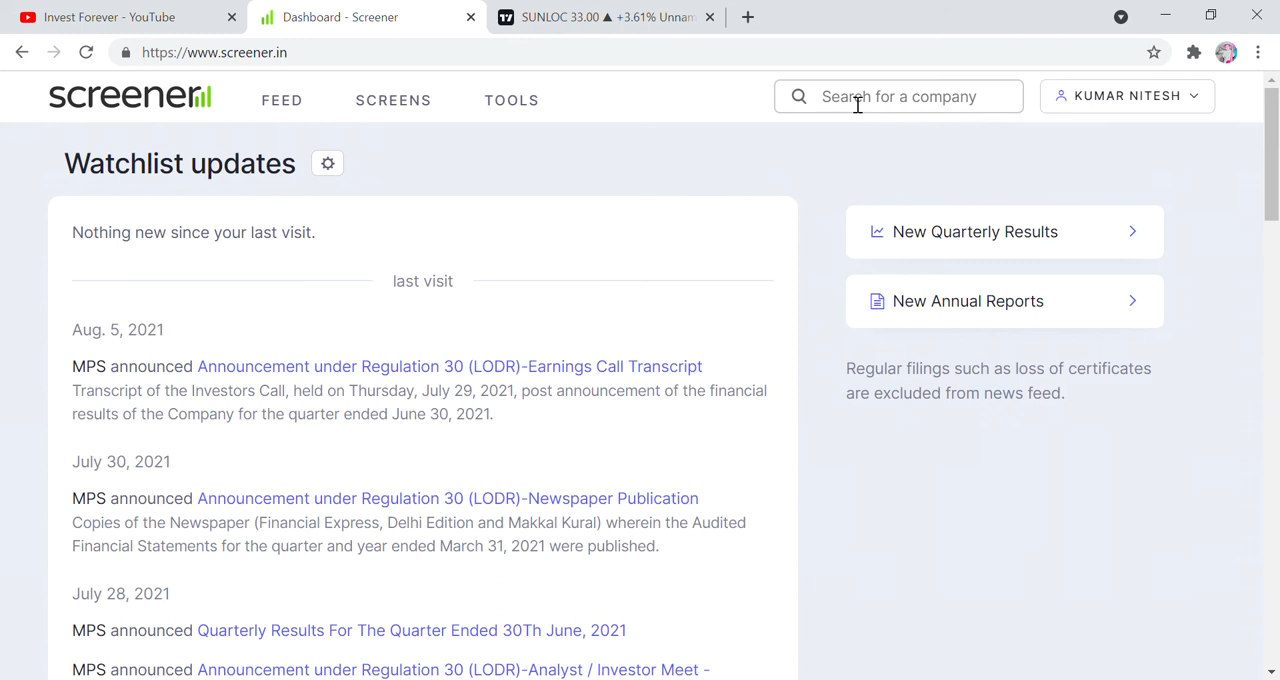 Invest Forever - YouTube
Dashboard - Screener
SUNLOC 33.00 ▲ +3.61% Unnam
https://www.screener.in
screener
FEED
SCREENS
TOOLS
Search for a company
KUMAR NITESH
Watchlist updates
Nothing new since your last visit.
last visit
Aug. 5, 2021
MPS announced Announcement under Regulation 30 (LODR)-Earnings Call Transcript
Transcript of the Investors Call, held on Thursday, July 29, 2021, post announcement of the financial
results of the Company for the quarter ended June 30, 2021.
July 30, 2021
MPS announced Announcement under Regulation 30 (LODR)-Newspaper Publication
Copies of the Newspaper (Financial Express, Delhi Edition and Makkal Kural) wherein the Audited
Financial Statements for the quarter and year ended March 31, 2021 were published.
July 28, 2021
MPS announced Quarterly Results For The Quarter Ended 30Th June, 2021
MPS announced Announcement under Regulation 30 (LODR)-Analyst / Investor Meet -
New Quarterly Results
New Annual Reports
Regular filings such as loss of certificates
are excluded from news feed.